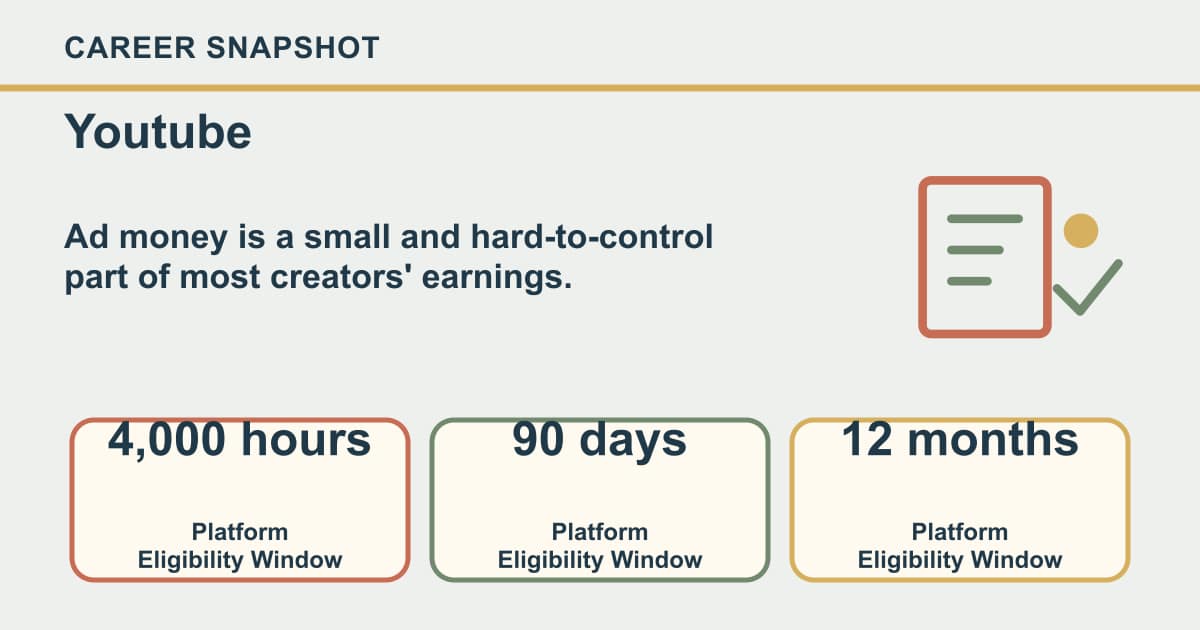 CAREER SNAPSHOT
Youtube
Ad money is a small and hard-to-control
part of most creators' earnings.
4,000 hours
Platform
Eligibility Window
90 days
Platform
Eligibility Window
12 months
Platform
Eligibility Window